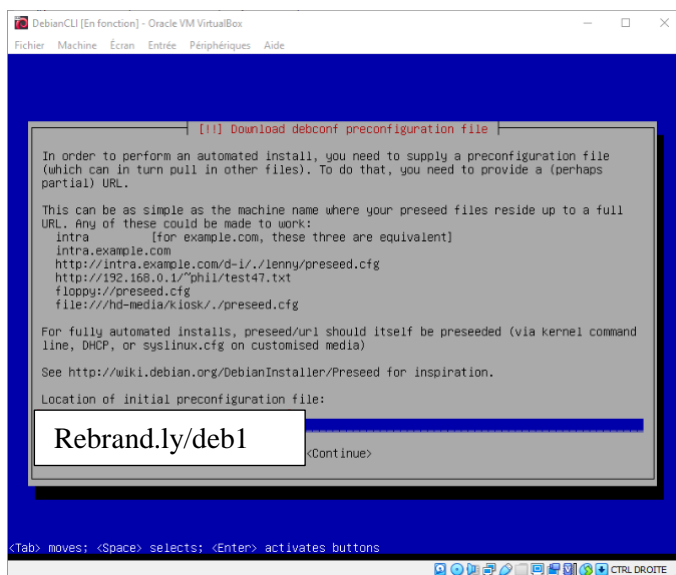 DebianCLI [En fonction] - Oracle VM VirtualBox
Fichier Machine Écran Entrée Périphériques Aide
[!!] Download debconf preconfiguration file
In order to perform an automated install, you need to supply a preconfiguration file
(which can in turn pull in other files). To do that, you need to provide a (perhaps
partial) URL.
This can be as simple as the machine name where your preseed files reside up to a full
URL. Any of these could be made to work:
intra [for example.com, these three are equivalent]
intra.example.com
http://intra.example.com/d-i/./lenny/preseed.cfg
http://192.168.0.1/~phil/test47.txt
floppy://preseed.cfg
file:///hd-media/kiosk/./preseed.cfg
For fully automated installs, preseed/url should itself be preseeded (via kernel command
line, DHCP, or syslinux.cfg on customised media)
See http://wiki.debian.org/DebianInstaller/Preseed for inspiration.
Location of initial preconfiguration file:
Rebrand.ly/deb1
<Continue>
<Tab> moves; <Space> selects; <Enter> activates buttons
CTRL DROITE